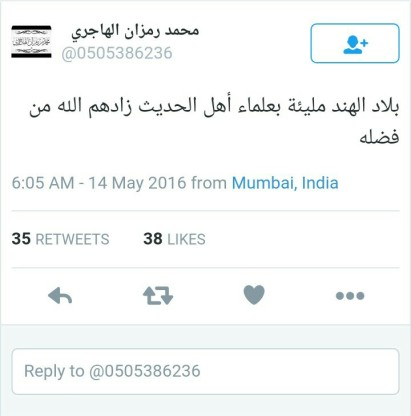 محمد رمزان الهاجري
@0505386236
بلاد الهند مليئة بعلماء أهل الحديث زادهم الله من
فضله
6:05 AM - 14 May 2016 from Mumbai, India
35 RETWEETS 38 LIKES
Reply to @0505386236